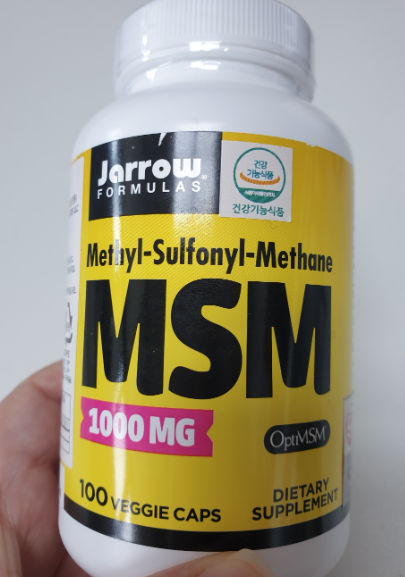 Jarrow
FORMULAS
건강
기능식품
건강기능식품
Methyl-Sulfonyl-Methane
MSM
1000 MG
OptiMSM
100 VEGGIE CAPS
DIETARY
SUPPLEMENT